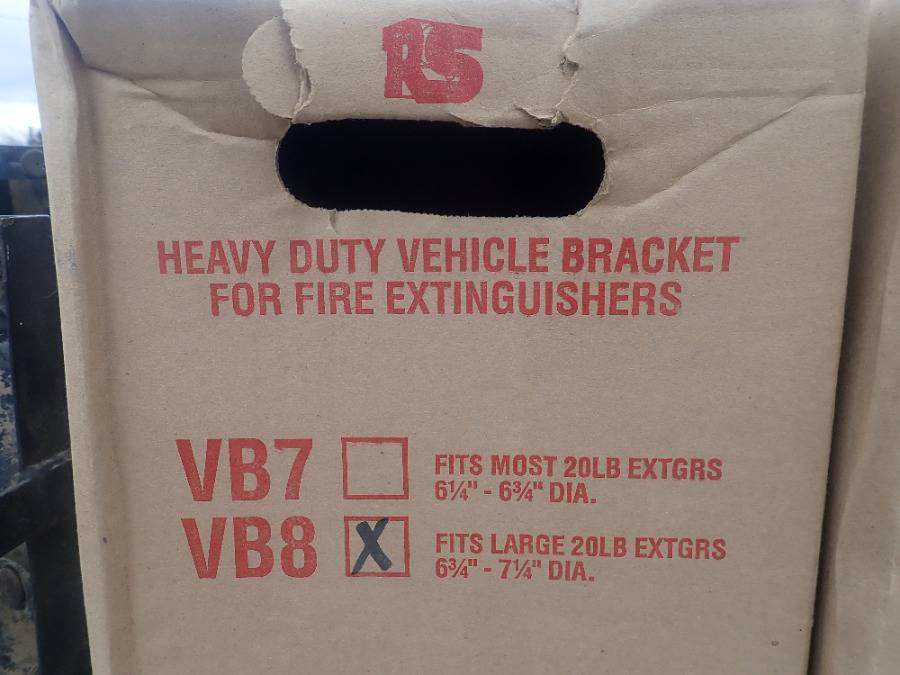 RS
HEAVY DUTY VEHICLE BRACKET
FOR FIRE EXTINGUISHERS
VB7 FITS MOST 20LB EXTGRS
6¼" - 6¾" DIA.
VB8 X FITS LARGE 20LB EXTGRS
6¾" - 7¼" DIA.